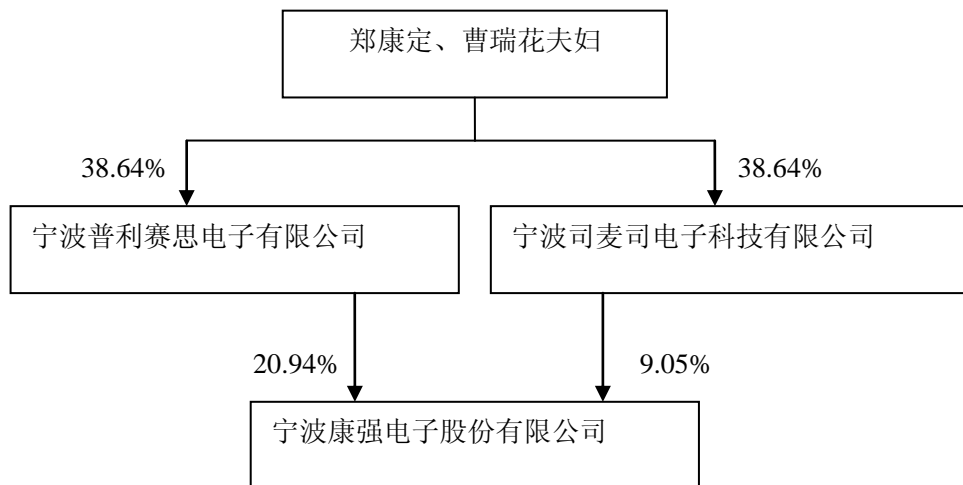 郑康定、曹瑞花夫妇
38.64%
38.64%
宁波普利赛思电子有限公司
宁波司麦司电子科技有限公司
20.94%
9.05%
宁波康强电子股份有限公司